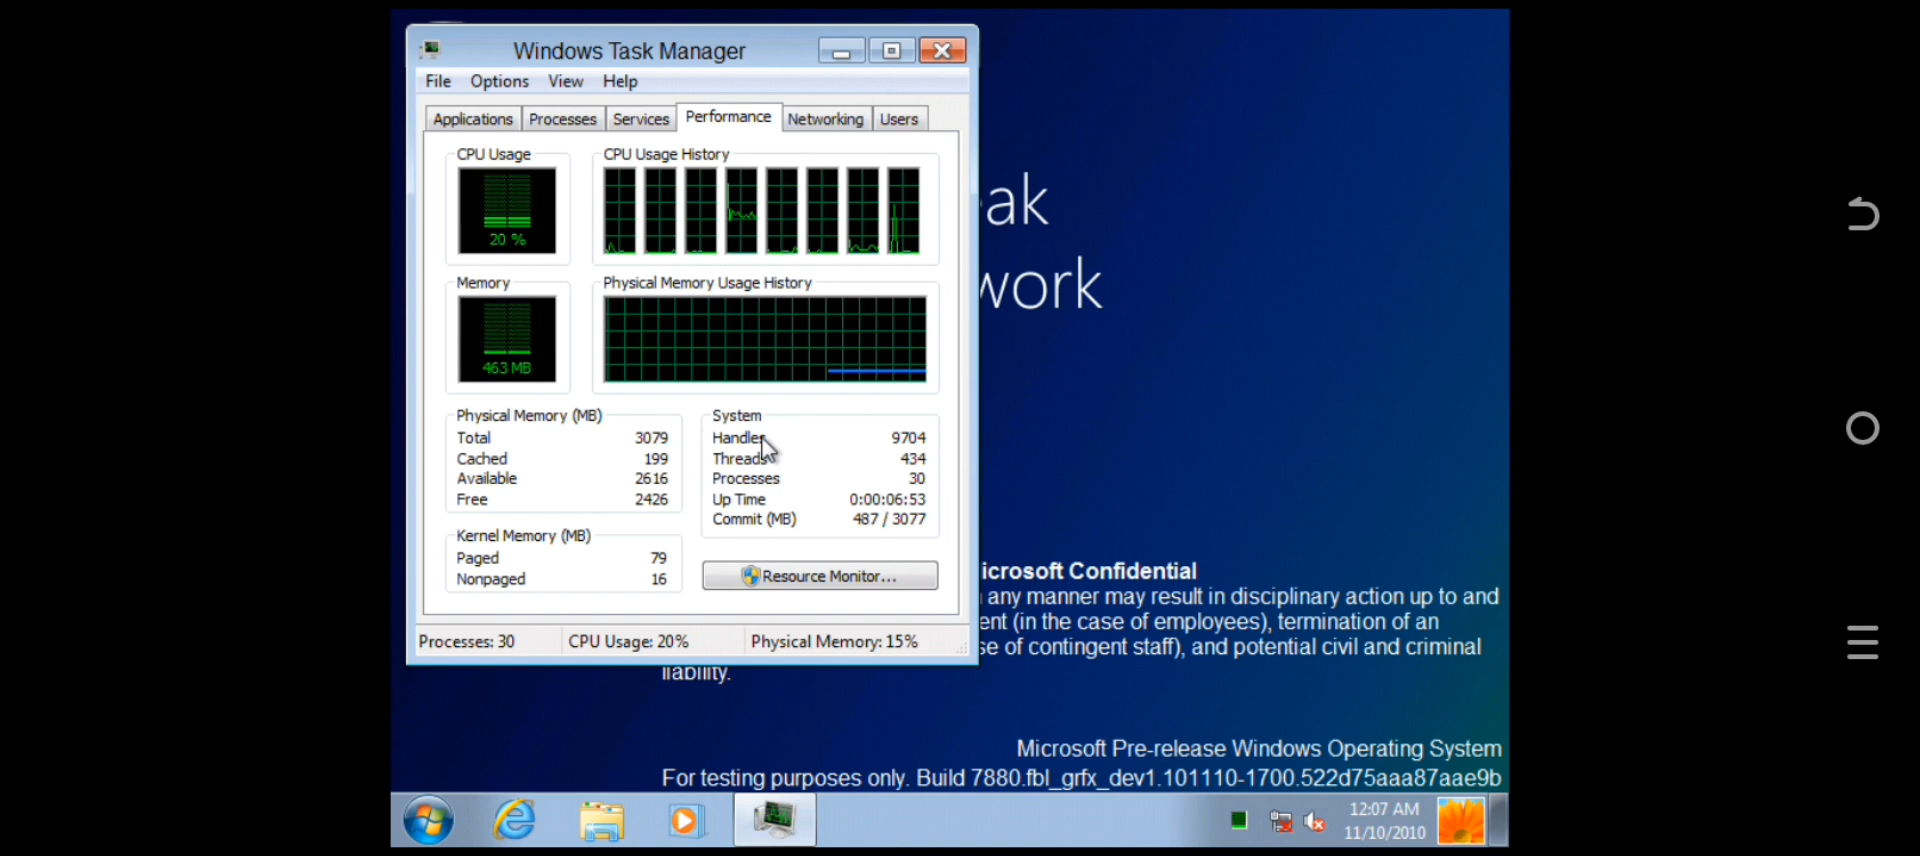 Windows Task Manager
File Options View Help
Applications Processes Services Performance Networking Users
CPU Usage
CPU Usage History
20 %
Memory
Physical Memory Usage History
463 MB
Physical Memory (MB)
Total 3079
Cached 199
Available 2616
Free 2426
Kernel Memory (MB)
Paged 79
Nonpaged 16
System
Handles 9704
Threads 434
Processes 30
Up Time 0:00:06:53
Commit (MB) 487 / 3077
Resource Monitor...
Processes: 30 CPU Usage: 20% Physical Memory: 15%
ak
work
icrosoft Confidential
any manner may result in disciplinary action up to and
ent (in the case of employees), termination of an
se of contingent staff), and potential civil and criminal
liability.
Microsoft Pre-release Windows Operating System
For testing purposes only. Build 7880.fbl_grfx_dev1.101110-1700.522d75aaa87aae9b
12:07 AM
11/10/2010